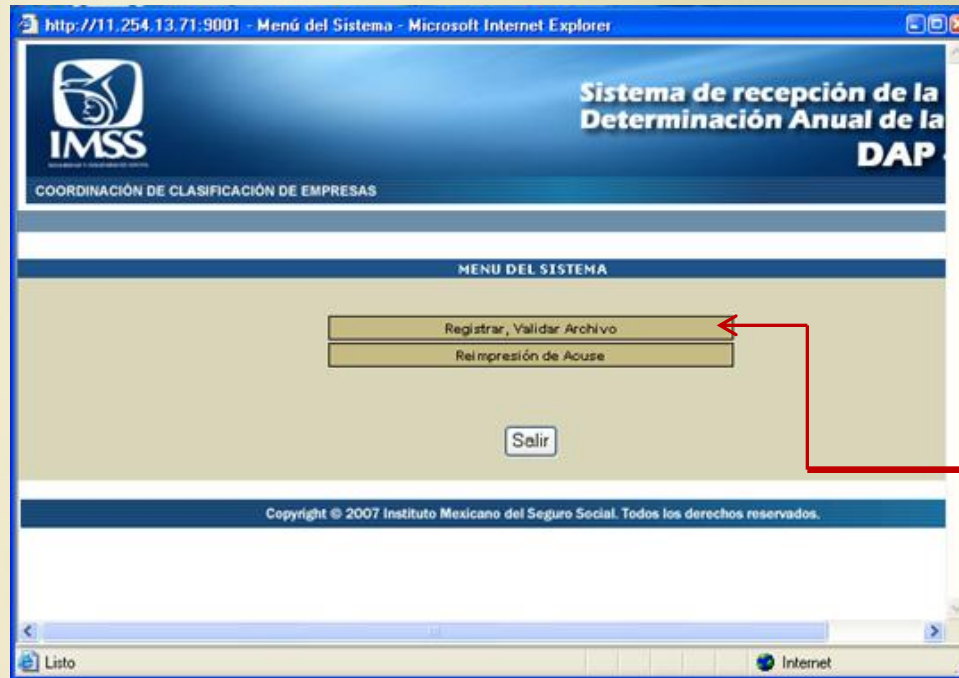 http://11.254.13.71:9001 - Menú del Sistema - Microsoft Internet Explorer
IMSS
Sistema de recepción de la
Determinación Anual de la
DAP
COORDINACIÓN DE CLASIFICACIÓN DE EMPRESAS
MENU DEL SISTEMA
Registrar, Validar Archivo
Reimpresión de Acuse
Salir
Copyright © 2007 Instituto Mexicano del Seguro Social. Todos los derechos reservados.
Listo
Internet